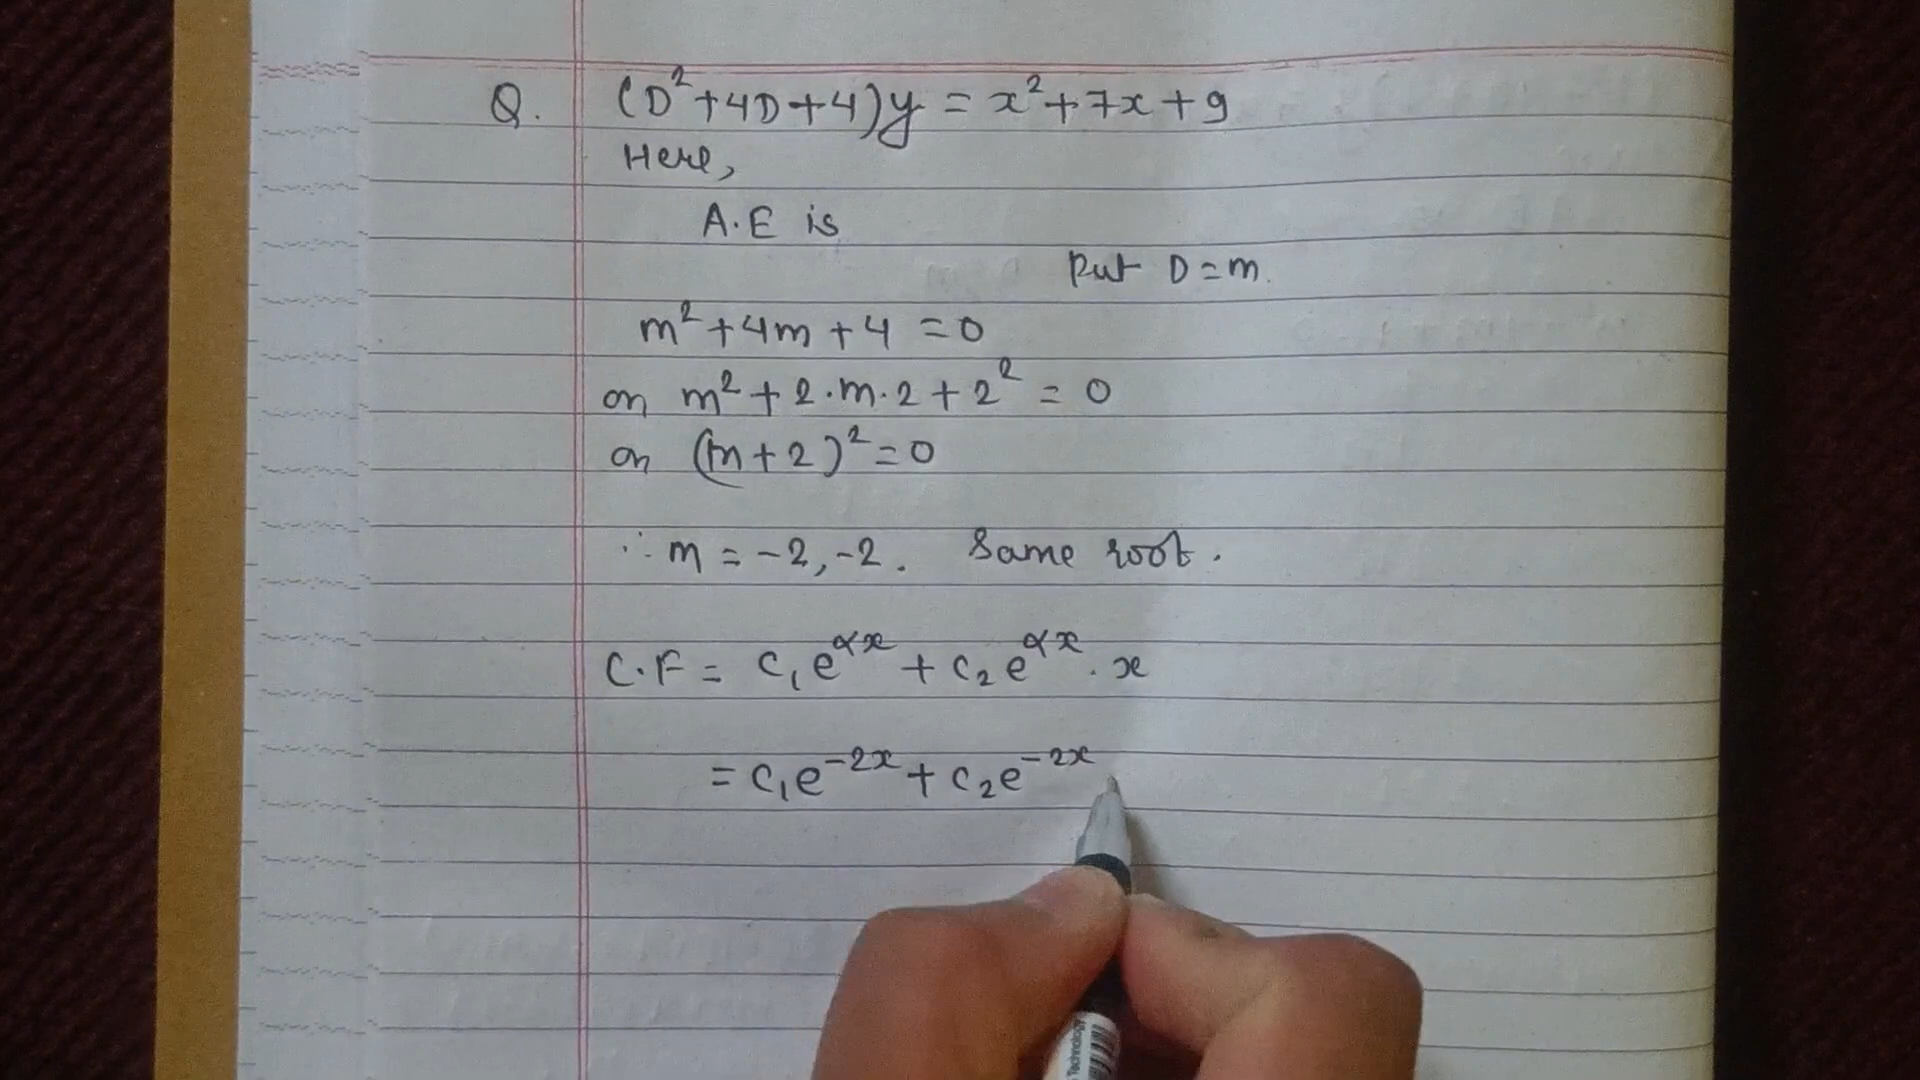 Q. (D²+4D+4)y = x²+7x+9
Here,
A.E is
Put D=m.
m²+4m+4 =0
or m²+2.m.2+2² = 0
or (m+2)²=0
∴ m = -2,-2. Same root.
C.F = c₁e^αx + c₂e^αx . x
= c₁e^-2x + c₂e^-2x
Technology